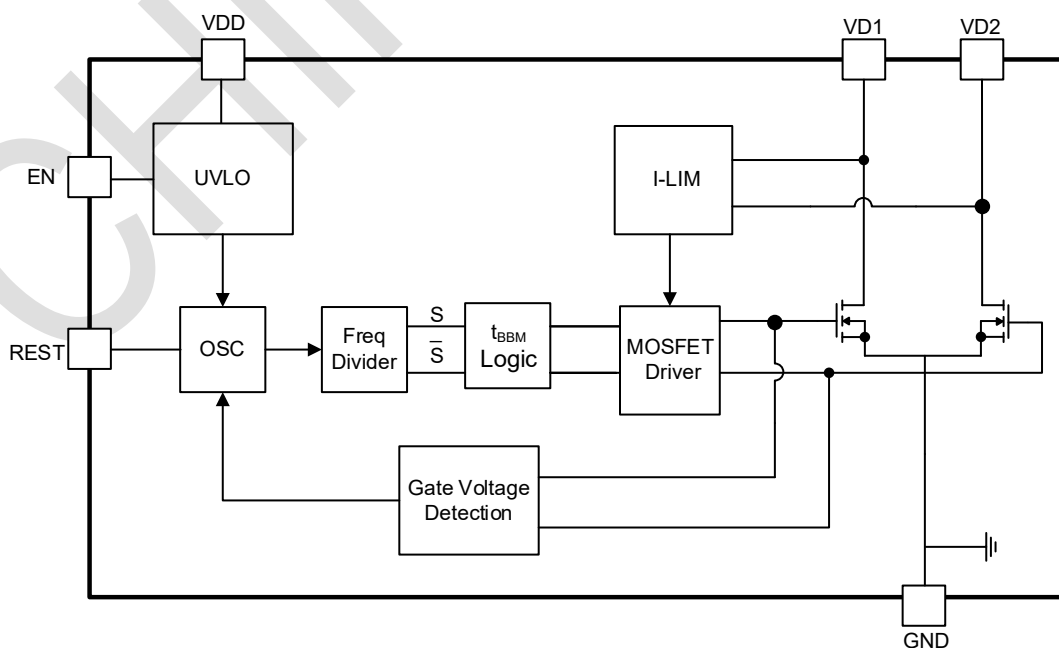 VDD
VD1
VD2
EN
UVLO
I-LIM
REST
OSC
Freq
Divider
S
S̅
tBBM
Logic
MOSFET
Driver
Gate Voltage
Detection
GND